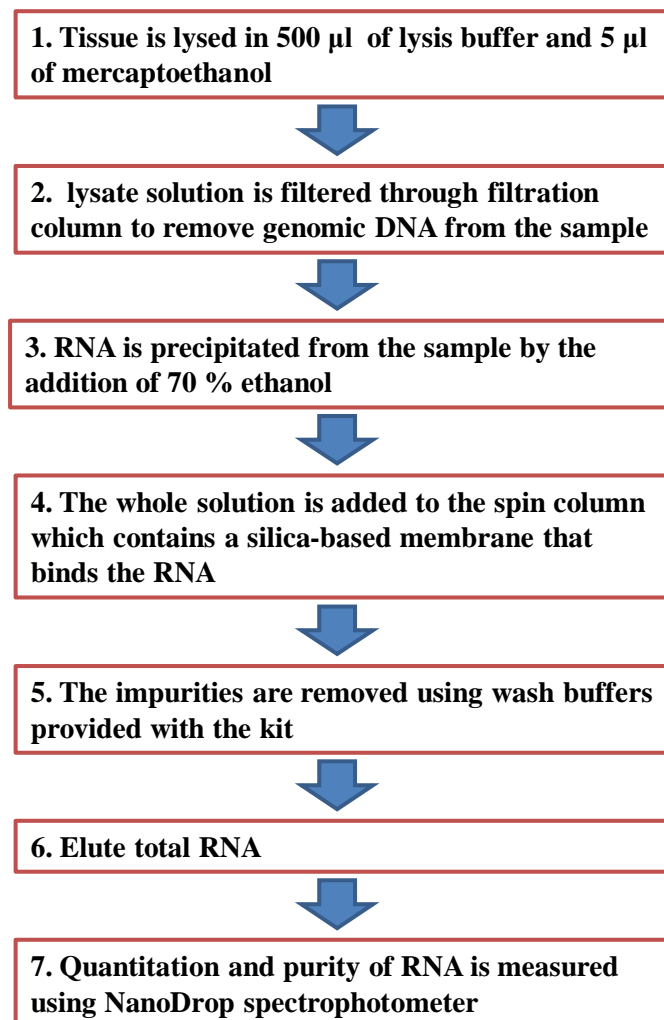 1. Tissue is lysed in 500 µl of lysis buffer and 5 µl
of mercaptoethanol
2. lysate solution is filtered through filtration
column to remove genomic DNA from the sample
3. RNA is precipitated from the sample by the
addition of 70 % ethanol
4. The whole solution is added to the spin column
which contains a silica-based membrane that
binds the RNA
5. The impurities are removed using wash buffers
provided with the kit
6. Elute total RNA
7. Quantitation and purity of RNA is measured
using NanoDrop spectrophotometer